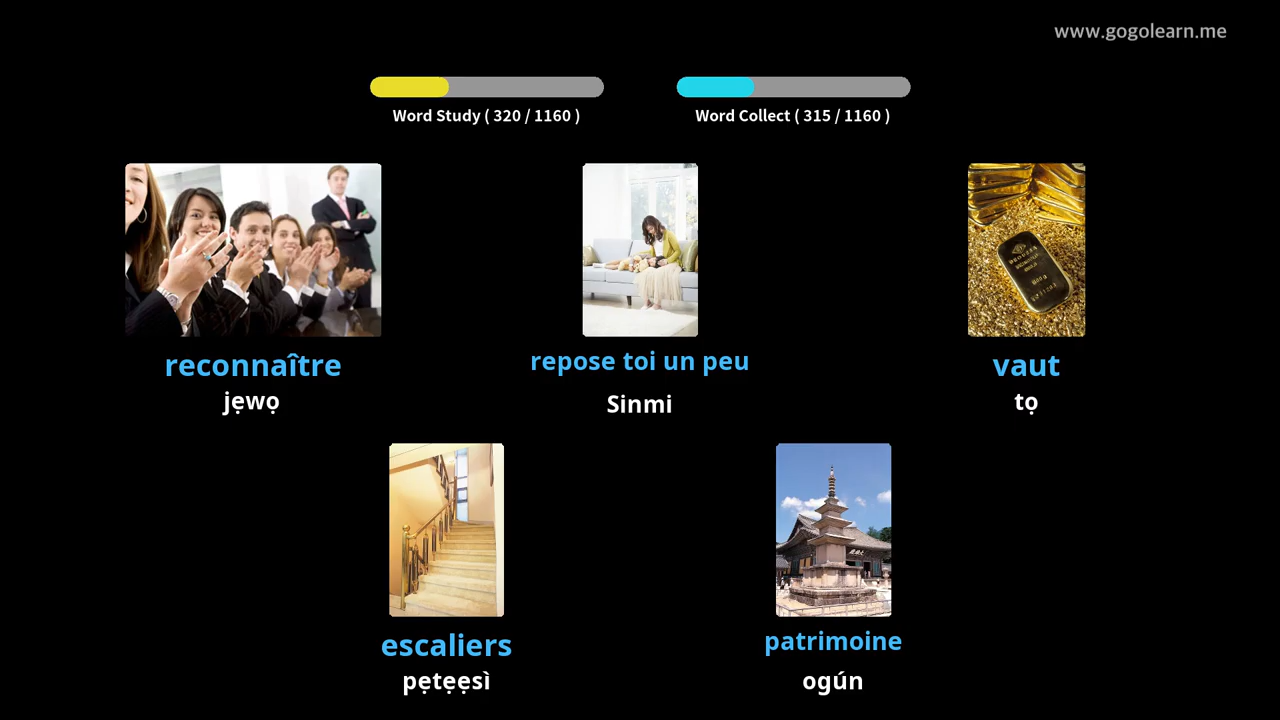 www.gogolearn.me
Word Study ( 320 / 1160 )
Word Collect ( 315 / 1160 )
reconnaître
jẹwọ
repose toi un peu
Sinmi
vaut
tọ
escaliers
pẹtẹẹsì
patrimoine
ogún